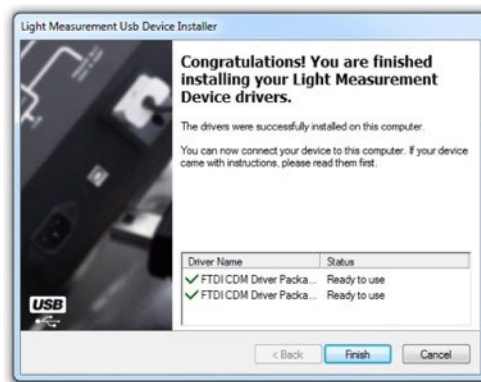 Light Measurement Usb Device Installer
Congratulations! You are finished
installing your Light Measurement
Device drivers.
The drivers were successfully installed on this computer.
You can now connect your device to this computer. If your device
came with instructions, please read them first.
Driver Name Status
FTDI CDM Driver Packa... Ready to use
FTDI CDM Driver Packa... Ready to use
USB
< Back Finish Cancel